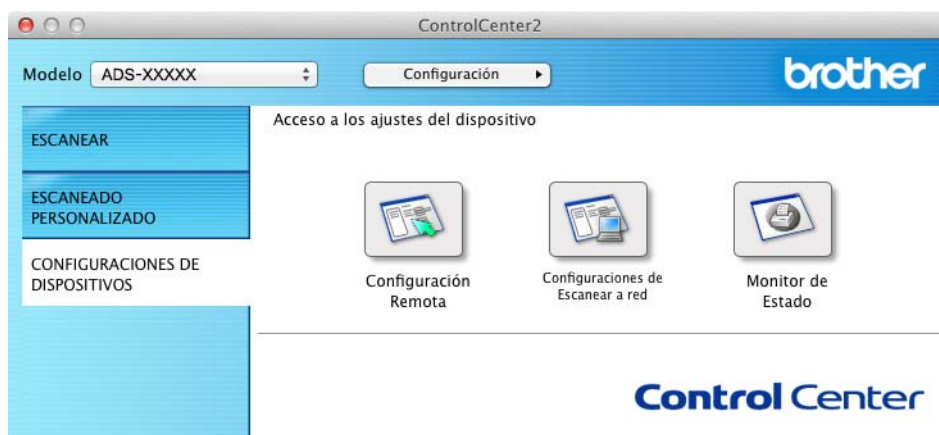 ControlCenter2
Modelo ADS-XXXXX Configuración brother
ESCANEAR
ESCANEADO
PERSONALIZADO
CONFIGURACIONES DE
DISPOSITIVOS
Acceso a los ajustes del dispositivo
Configuración
Remota
Configuraciones de
Escanear a red
Monitor de
Estado
Control Center